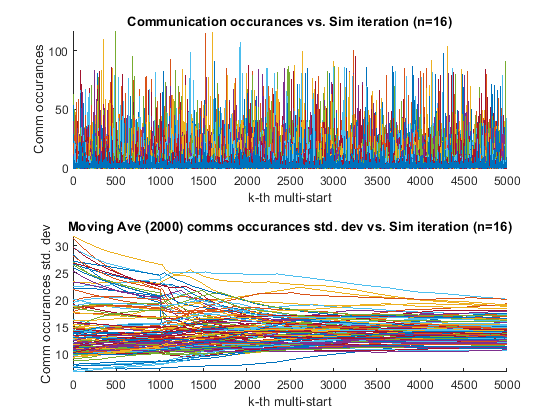 Communication occurances vs. Sim iteration (n=16)
Comm occurances
100
50
0
0 500 1000 1500 2000 2500 3000 3500 4000 4500 5000
k-th multi-start
Moving Ave (2000) comms occurances std. dev vs. Sim iteration (n=16)
Comm occurances std. dev
30
25
20
15
10
0 500 1000 1500 2000 2500 3000 3500 4000 4500 5000
k-th multi-start